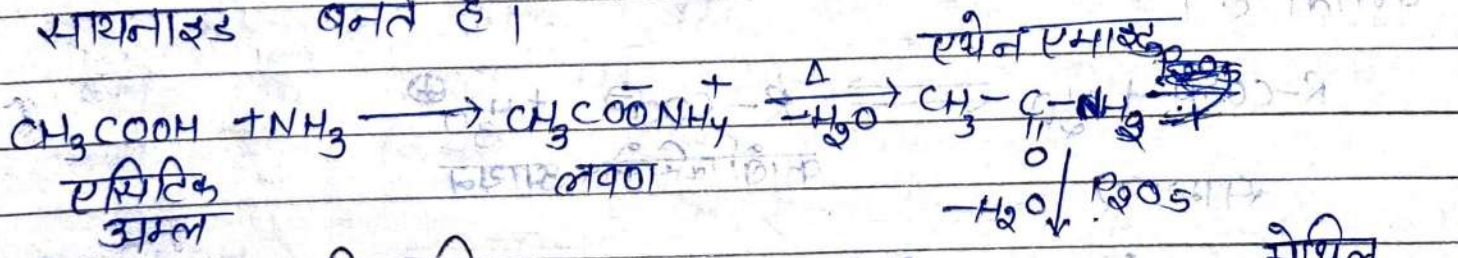 सायनाइड बनते है।
एथेन एमाइड
CH₃COOH + NH₃ ⟶ CH₃COO⁻NH₄⁺ —Δ/−H₂O→ CH₃−C−NH₂
एसिटिक अम्ल लवण || O
−H₂O ↓ P₂O₅
मेथिल